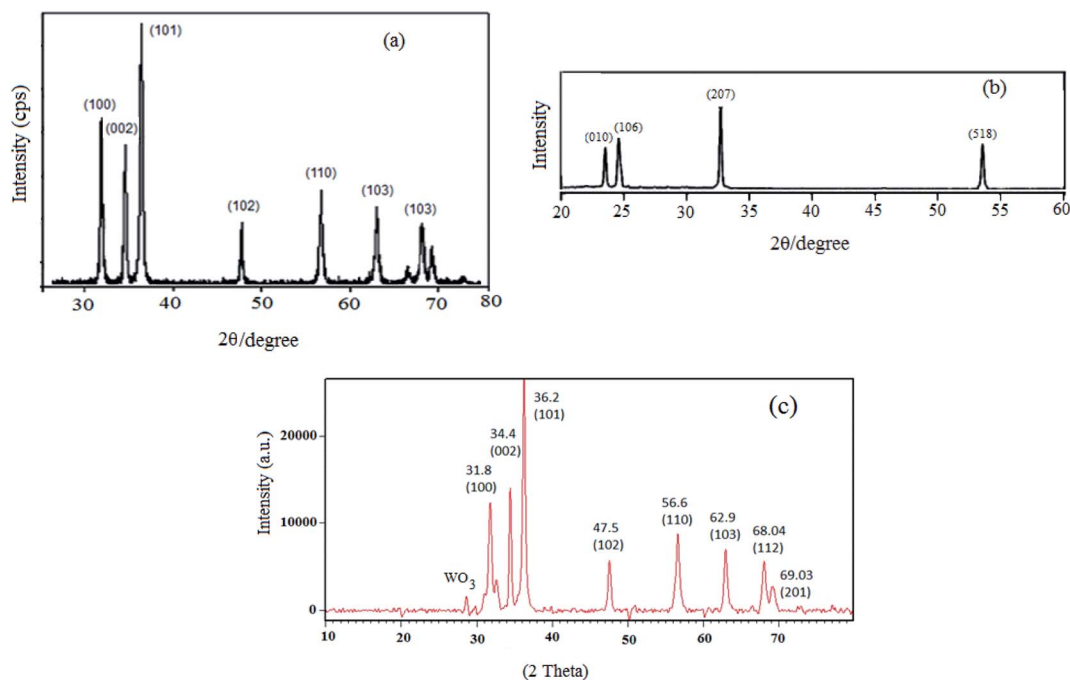 (a)
(101)
(100)
(002)
(102)
(110)
(103)
(103)
Intensity (cps)
30 40 50 60 70 80
2θ/degree
(b)
(207)
(010)
(106)
(518)
Intensity
20 25 30 35 40 45 50 55 60
2θ/degree
(c)
36.2
(101)
34.4
(002)
31.8
(100)
WO3
47.5
(102)
56.6
(110)
62.9
(103)
68.04
(112)
69.03
(201)
Intensity (a.u.)
20000
10000
0
10 20 30 40 50 60 70
(2 Theta)